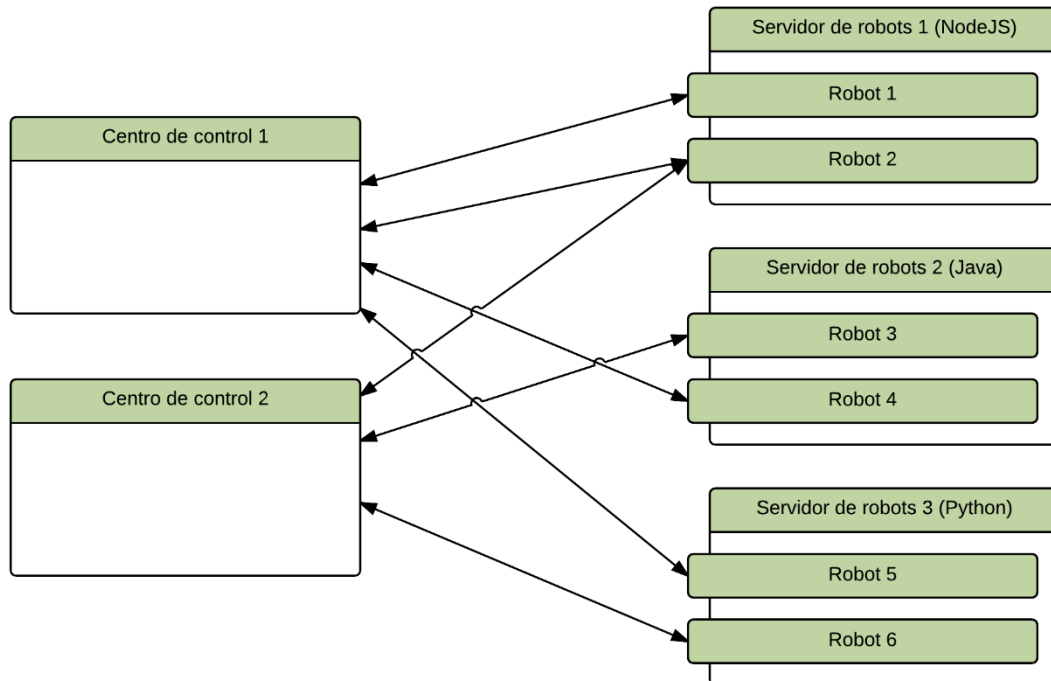 Centro de control 1
Centro de control 2
Servidor de robots 1 (NodeJS)
Robot 1
Robot 2
Servidor de robots 2 (Java)
Robot 3
Robot 4
Servidor de robots 3 (Python)
Robot 5
Robot 6